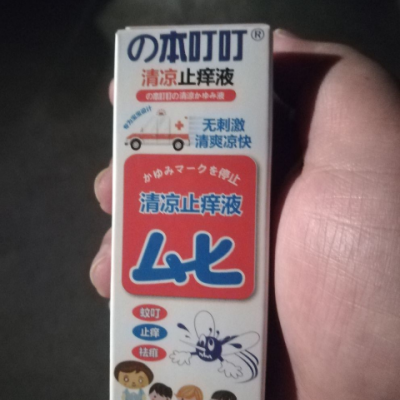 の本叮叮®
清凉止痒液
无刺激
清爽凉快
かゆみマークを停止
清凉止痒液
ムヒ
蚊叮
止痒
祛痕